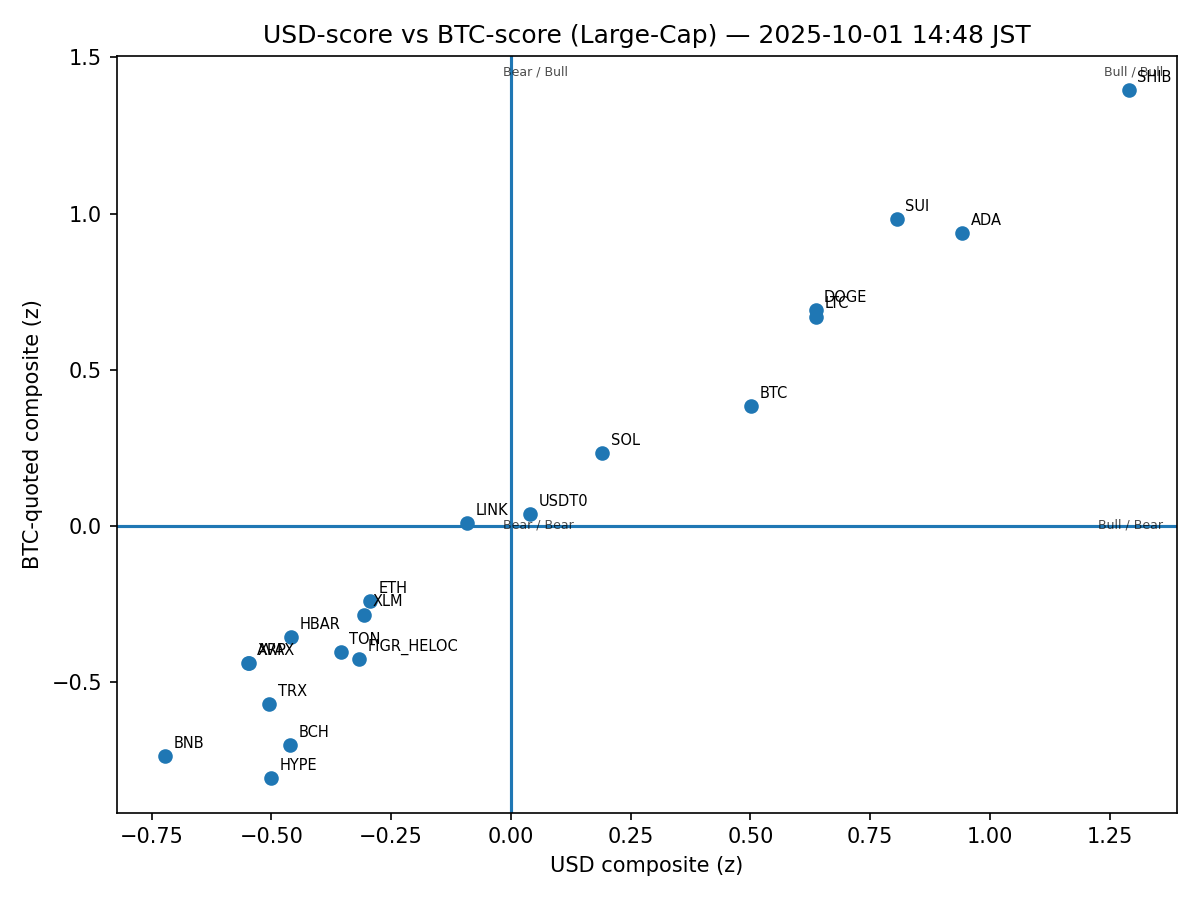 USD-score vs BTC-score (Large-Cap) — 2025-10-01 14:48 JST
1.5
Bear / Bull
Bull / Bull
SHIB
SUI
1.0
ADA
DOGE
LTC
0.5
BTC
SOL
USDT0
LINK
0.0
Bear / Bear
Bull / Bear
ETH
XLM
HBAR
TON
FIGR_HELOC
AVAX
XRP
−0.5
TRX
BCH
BNB
HYPE
−0.75
−0.50
−0.25
0.00
0.25
0.50
0.75
1.00
1.25
USD composite (z)
BTC-quoted composite (z)